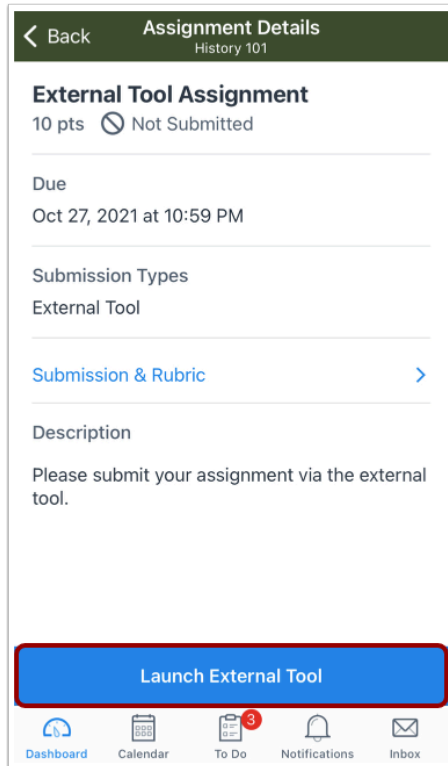 Back
Assignment Details
History 101
External Tool Assignment
10 pts Not Submitted
Due
Oct 27, 2021 at 10:59 PM
Submission Types
External Tool
Submission & Rubric
Description
Please submit your assignment via the external
tool.
Launch External Tool
3
Dashboard Calendar To Do Notifications Inbox